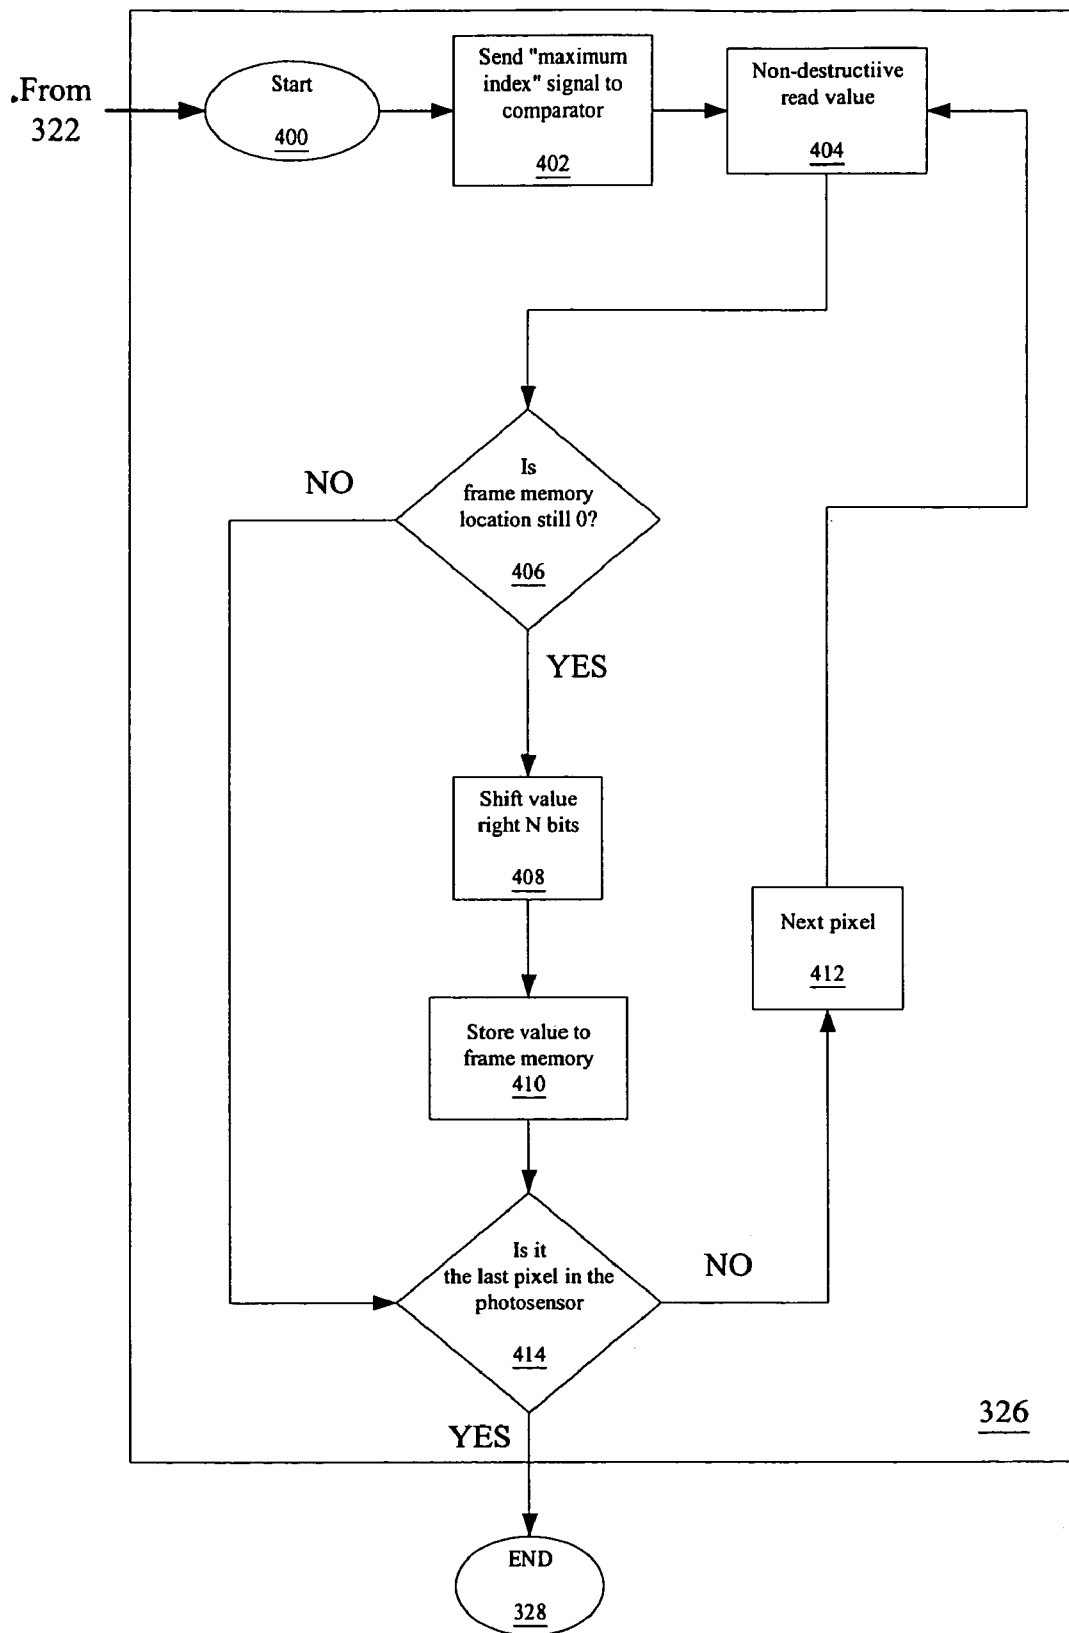 From
322
Start
400
Send "maximum
index" signal to
comparator
402
Non-destructiive
read value
404
Is
frame memory
location still 0?
406
NO
YES
Shift value
right N bits
408
Next pixel
412
Store value to
frame memory
410
Is it
the last pixel in the
photosensor
414
NO
YES
326
END
328